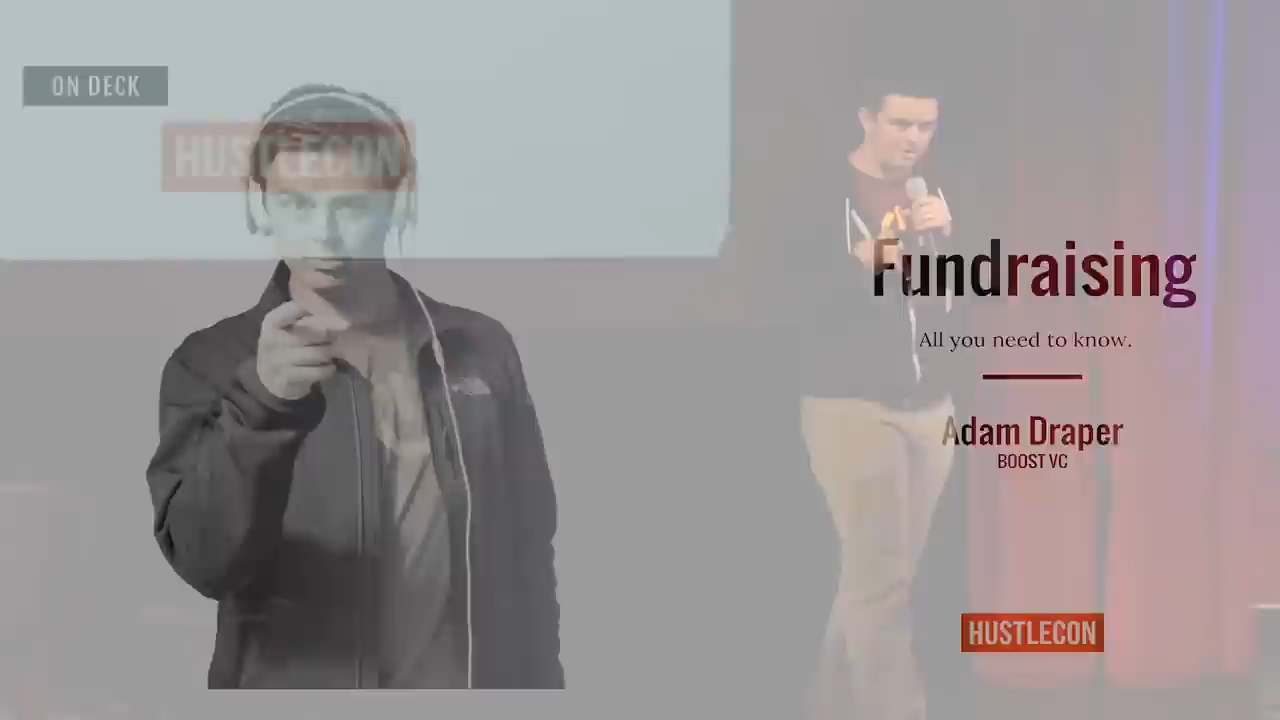 ON DECK
HUSTLECON
Fundraising
All you need to know.
Adam Draper
BOOST VC
HUSTLECON